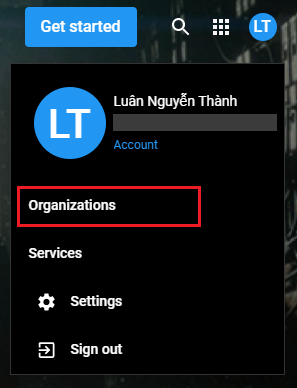 Get started
LT
LT
Luân Nguyễn Thành
Account
Organizations
Services
Settings
Sign out